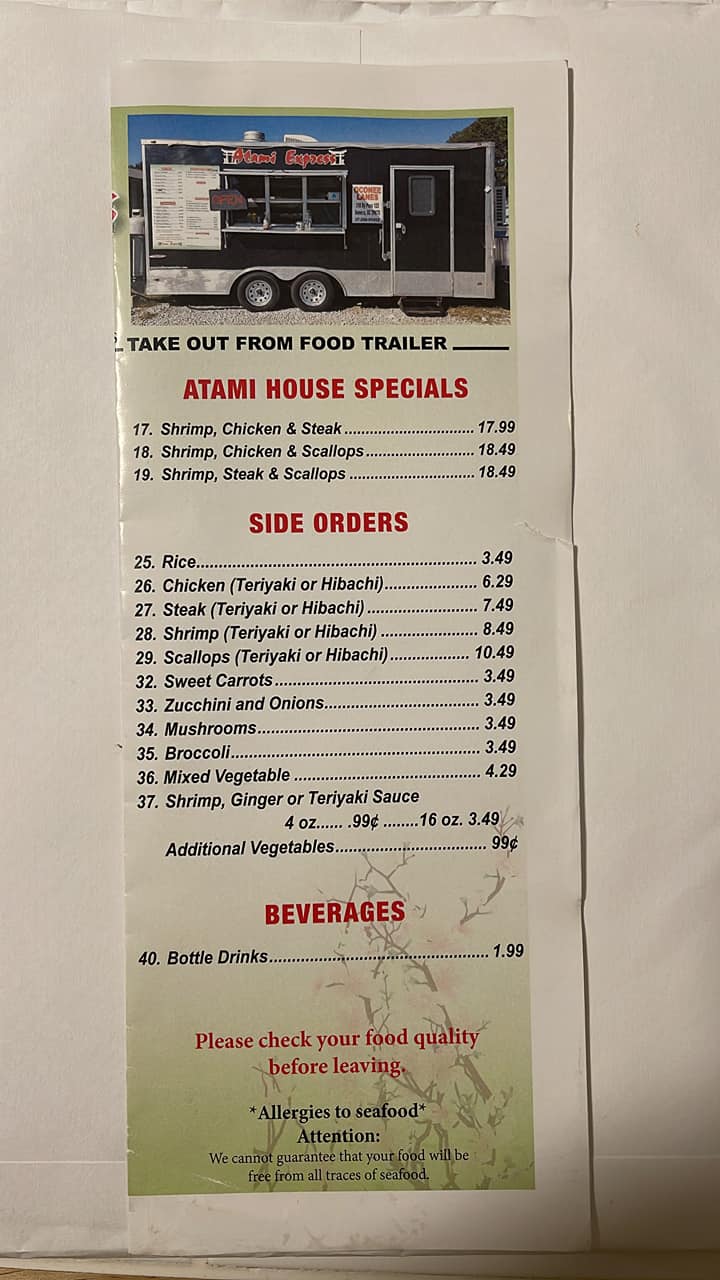 Atami Express
OPEN
OCONEE
LANES
TAKE OUT FROM FOOD TRAILER
ATAMI HOUSE SPECIALS
17. Shrimp, Chicken & Steak ............................... 17.99
18. Shrimp, Chicken & Scallops.......................... 18.49
19. Shrimp, Steak & Scallops .............................. 18.49
SIDE ORDERS
25. Rice................................................................ 3.49
26. Chicken (Teriyaki or Hibachi)...................... 6.29
27. Steak (Teriyaki or Hibachi) .......................... 7.49
28. Shrimp (Teriyaki or Hibachi) ....................... 8.49
29. Scallops (Teriyaki or Hibachi)................... 10.49
32. Sweet Carrots................................................. 3.49
33. Zucchini and Onions..................................... 3.49
34. Mushrooms..................................................... 3.49
35. Broccoli........................................................... 3.49
36. Mixed Vegetable ............................................ 4.29
37. Shrimp, Ginger or Teriyaki Sauce
4 oz...... .99¢ ........16 oz. 3.49
Additional Vegetables.................................... 99¢
BEVERAGES
40. Bottle Drinks.................................................... 1.99
Please check your food quality
before leaving.
*Allergies to seafood*
Attention:
We cannot guarantee that your food will be
free from all traces of seafood.